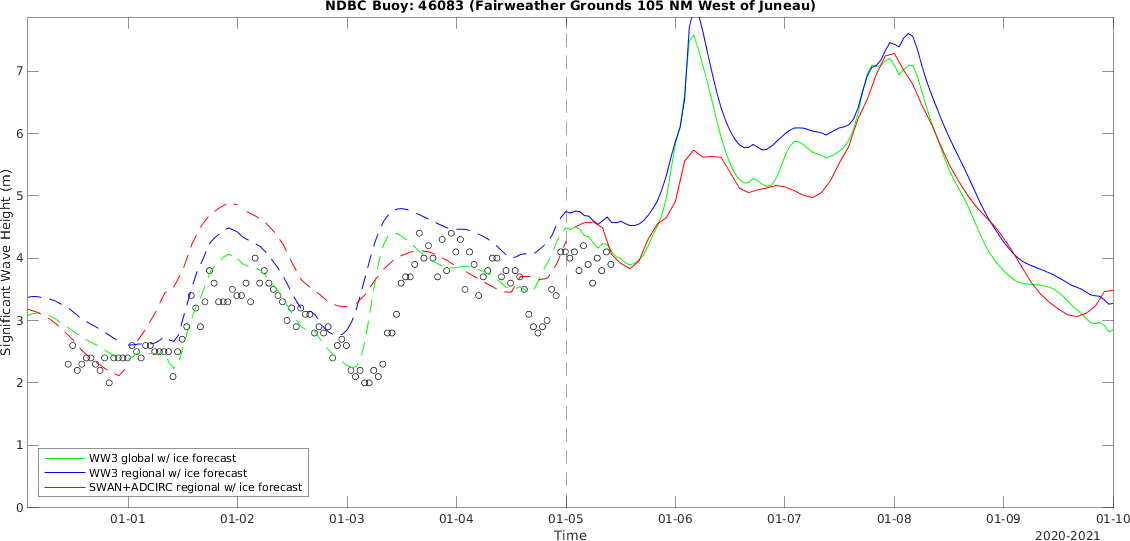 NDBC Buoy: 46083 (Fairweather Grounds 105 NM West of Juneau)
Significant Wave Height (m)
7
6
5
4
3
2
1
0
WW3 global w/ ice forecast
WW3 regional w/ ice forecast
SWAN+ADCIRC regional w/ ice forecast
01-01 01-02 01-03 01-04 01-05 01-06 01-07 01-08 01-09 01-10
Time
2020-2021